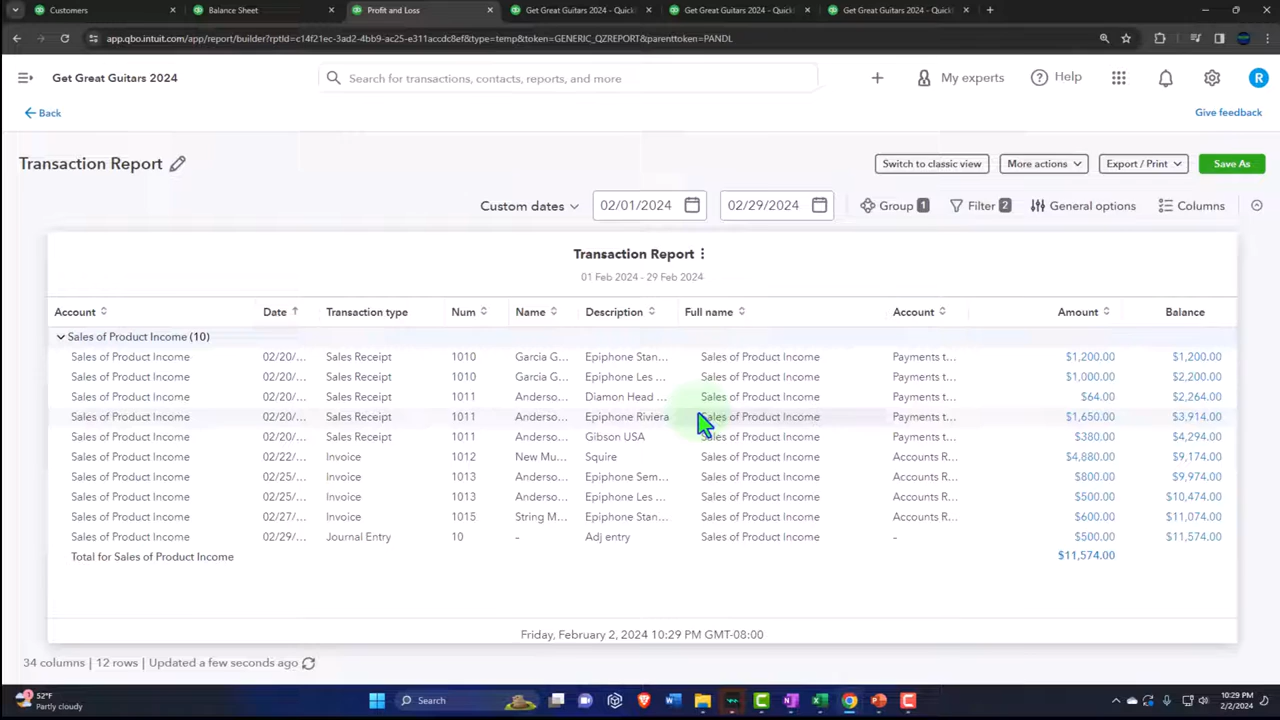 Customers × Balance Sheet × Profit and Loss × Get Great Guitars 2024 - Quick × Get Great Guitars 2024 - Quick × Get Great Guitars 2024 - Quick ×
app.qbo.intuit.com/app/report/builder?rptId=c14f21ec-3ad2-4bb9-ac25-e311accdc8ef&type=temp&token=GENERIC_QZREPORT&parenttoken=PANDL
Get Great Guitars 2024 Search for transactions, contacts, reports, and more My experts Help R
Back Give feedback
Transaction Report Switch to classic view More actions Export / Print Save As
Custom dates 02/01/2024 02/29/2024 Group 1 Filter 2 General options Columns
Transaction Report
01 Feb 2024 - 29 Feb 2024
Account Date Transaction type Num Name Description Full name Account Amount Balance
Sales of Product Income (10)
Sales of Product Income 02/20/... Sales Receipt 1010 Garcia G... Epiphone Stan... Sales of Product Income Payments t... $1,200.00 $1,200.00
Sales of Product Income 02/20/... Sales Receipt 1010 Garcia G... Epiphone Les ... Sales of Product Income Payments t... $1,000.00 $2,200.00
Sales of Product Income 02/20/... Sales Receipt 1011 Anderso... Diamon Head ... Sales of Product Income Payments t... $64.00 $2,264.00
Sales of Product Income 02/20/... Sales Receipt 1011 Anderso... Epiphone Riviera Sales of Product Income Payments t... $1,650.00 $3,914.00
Sales of Product Income 02/20/... Sales Receipt 1011 Anderso... Gibson USA Sales of Product Income Payments t... $380.00 $4,294.00
Sales of Product Income 02/22/... Invoice 1012 New Mu... Squire Sales of Product Income Accounts R... $4,880.00 $9,174.00
Sales of Product Income 02/25/... Invoice 1013 Anderso... Epiphone Sem... Sales of Product Income Accounts R... $800.00 $9,974.00
Sales of Product Income 02/25/... Invoice 1013 Anderso... Epiphone Les ... Sales of Product Income Accounts R... $500.00 $10,474.00
Sales of Product Income 02/27/... Invoice 1015 String M... Epiphone Stan... Sales of Product Income Accounts R... $600.00 $11,074.00
Sales of Product Income 02/29/... Journal Entry 10 - Adj entry Sales of Product Income - $500.00 $11,574.00
Total for Sales of Product Income $11,574.00
Friday, February 2, 2024 10:29 PM GMT-08:00
34 columns | 12 rows | Updated a few seconds ago
52°F Search 10:29 PM
Partly cloudy 2/2/2024